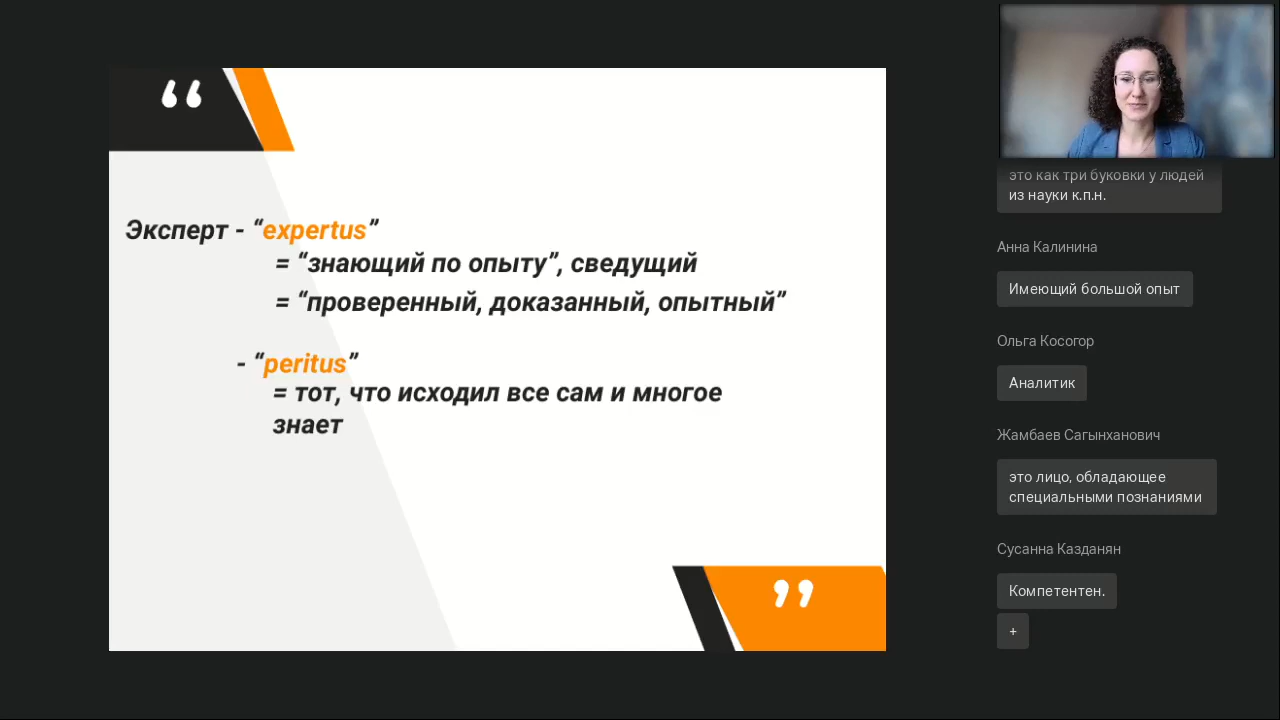 “
Эксперт - “expertus”
= “знающий по опыту”, сведущий
= “проверенный, доказанный, опытный”
- “peritus”
= тот, что исходил все сам и многое
знает
”
это как три буковки у людей
из науки к.п.н.
Анна Калинина
Имеющий большой опыт
Ольга Косогор
Аналитик
Жамбаев Сагынханович
это лицо, обладающее
специальными познаниями
Сусанна Казданян
Компетентен.
+